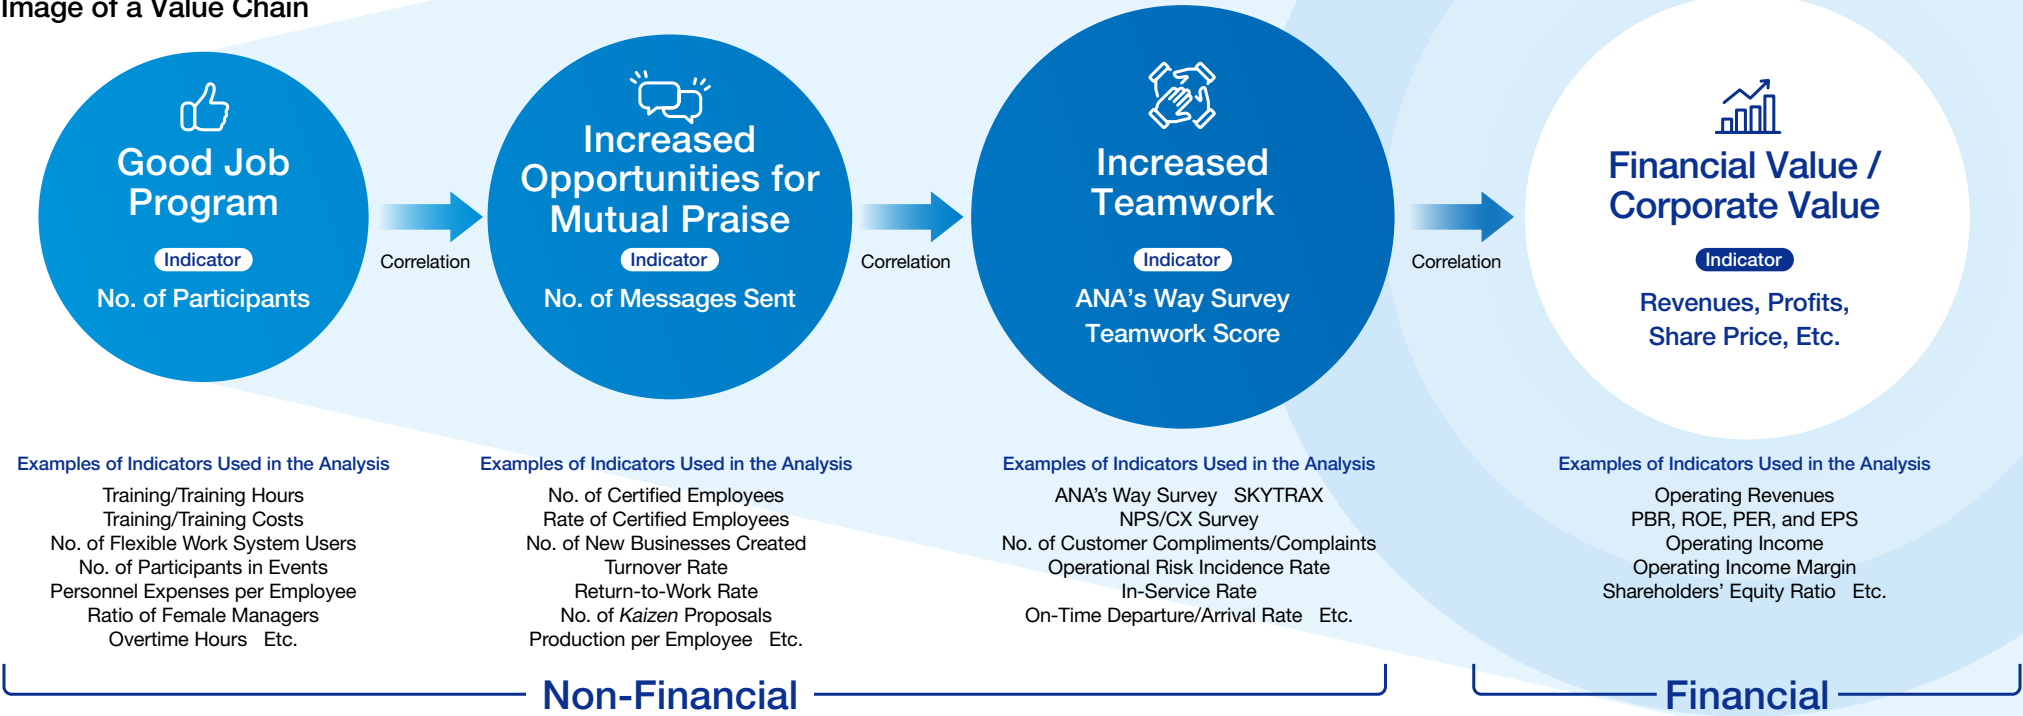 Image of a Value Chain
Good Job
Program
Indicator
No. of Participants
Correlation
Increased
Opportunities for
Mutual Praise
Indicator
No. of Messages Sent
Correlation
Increased
Teamwork
Indicator
ANA's Way Survey
Teamwork Score
Correlation
Financial Value /
Corporate Value
Indicator
Revenues, Profits,
Share Price, Etc.
Examples of Indicators Used in the Analysis
Training/Training Hours
Training/Training Costs
No. of Flexible Work System Users
No. of Participants in Events
Personnel Expenses per Employee
Ratio of Female Managers
Overtime Hours Etc.
Examples of Indicators Used in the Analysis
No. of Certified Employees
Rate of Certified Employees
No. of New Businesses Created
Turnover Rate
Return-to-Work Rate
No. of Kaizen Proposals
Production per Employee Etc.
Examples of Indicators Used in the Analysis
ANA's Way Survey SKYTRAX
NPS/CX Survey
No. of Customer Compliments/Complaints
Operational Risk Incidence Rate
In-Service Rate
On-Time Departure/Arrival Rate Etc.
Examples of Indicators Used in the Analysis
Operating Revenues
PBR, ROE, PER, and EPS
Operating Income
Operating Income Margin
Shareholders' Equity Ratio Etc.
Non-Financial
Financial